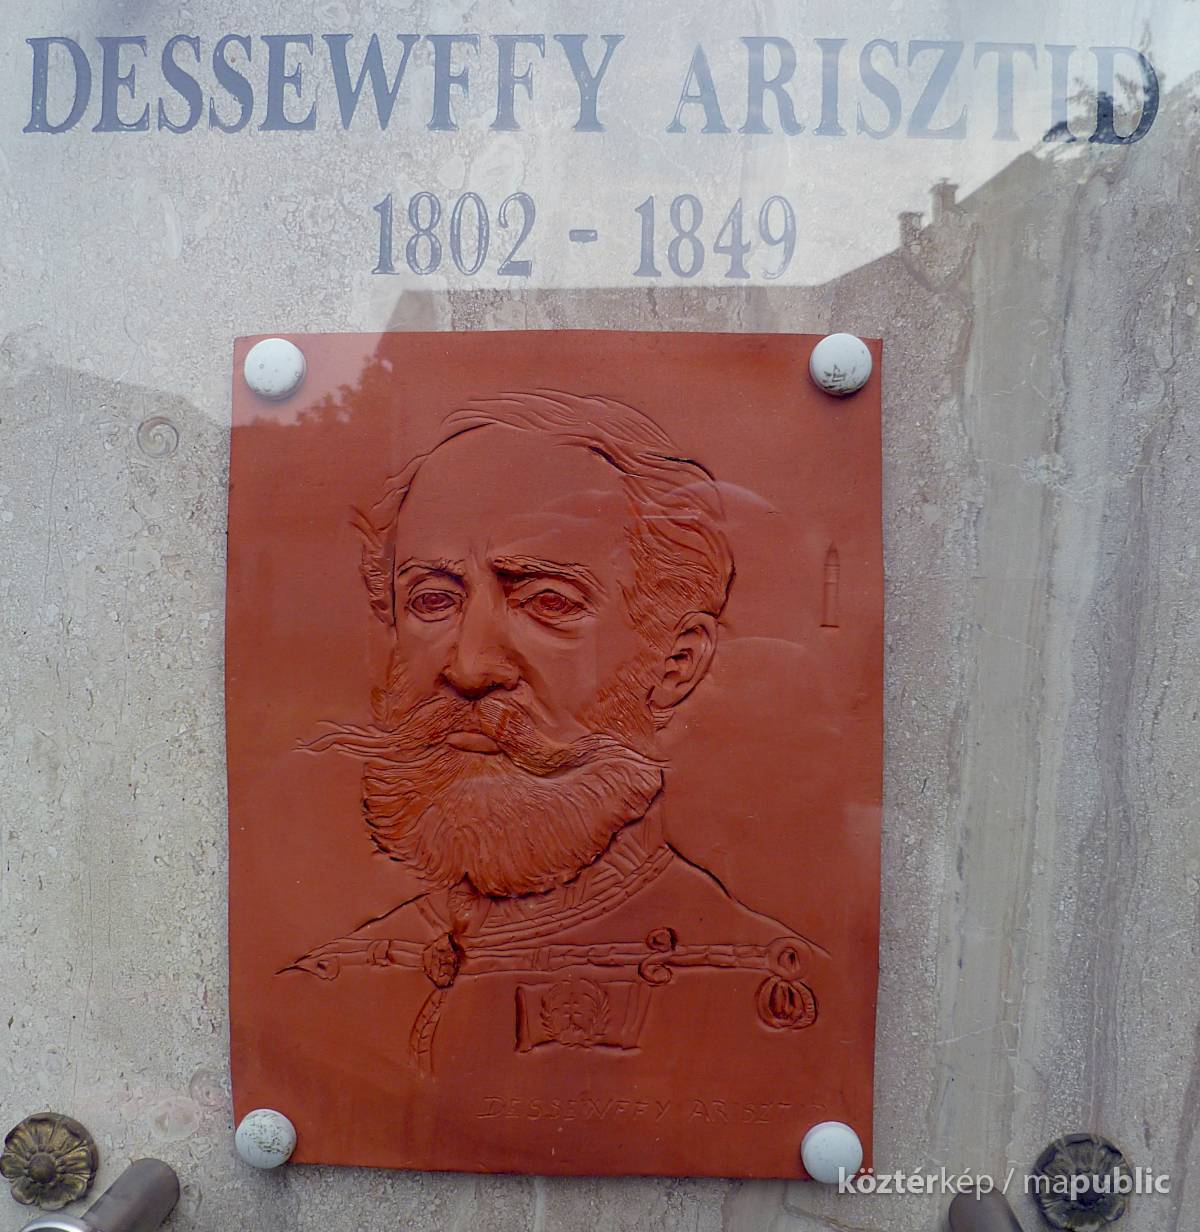 DESSEWFFY ARISZTID
1802 - 1849
DESSEWFFY ARISZTID
köztérkép / mapublic